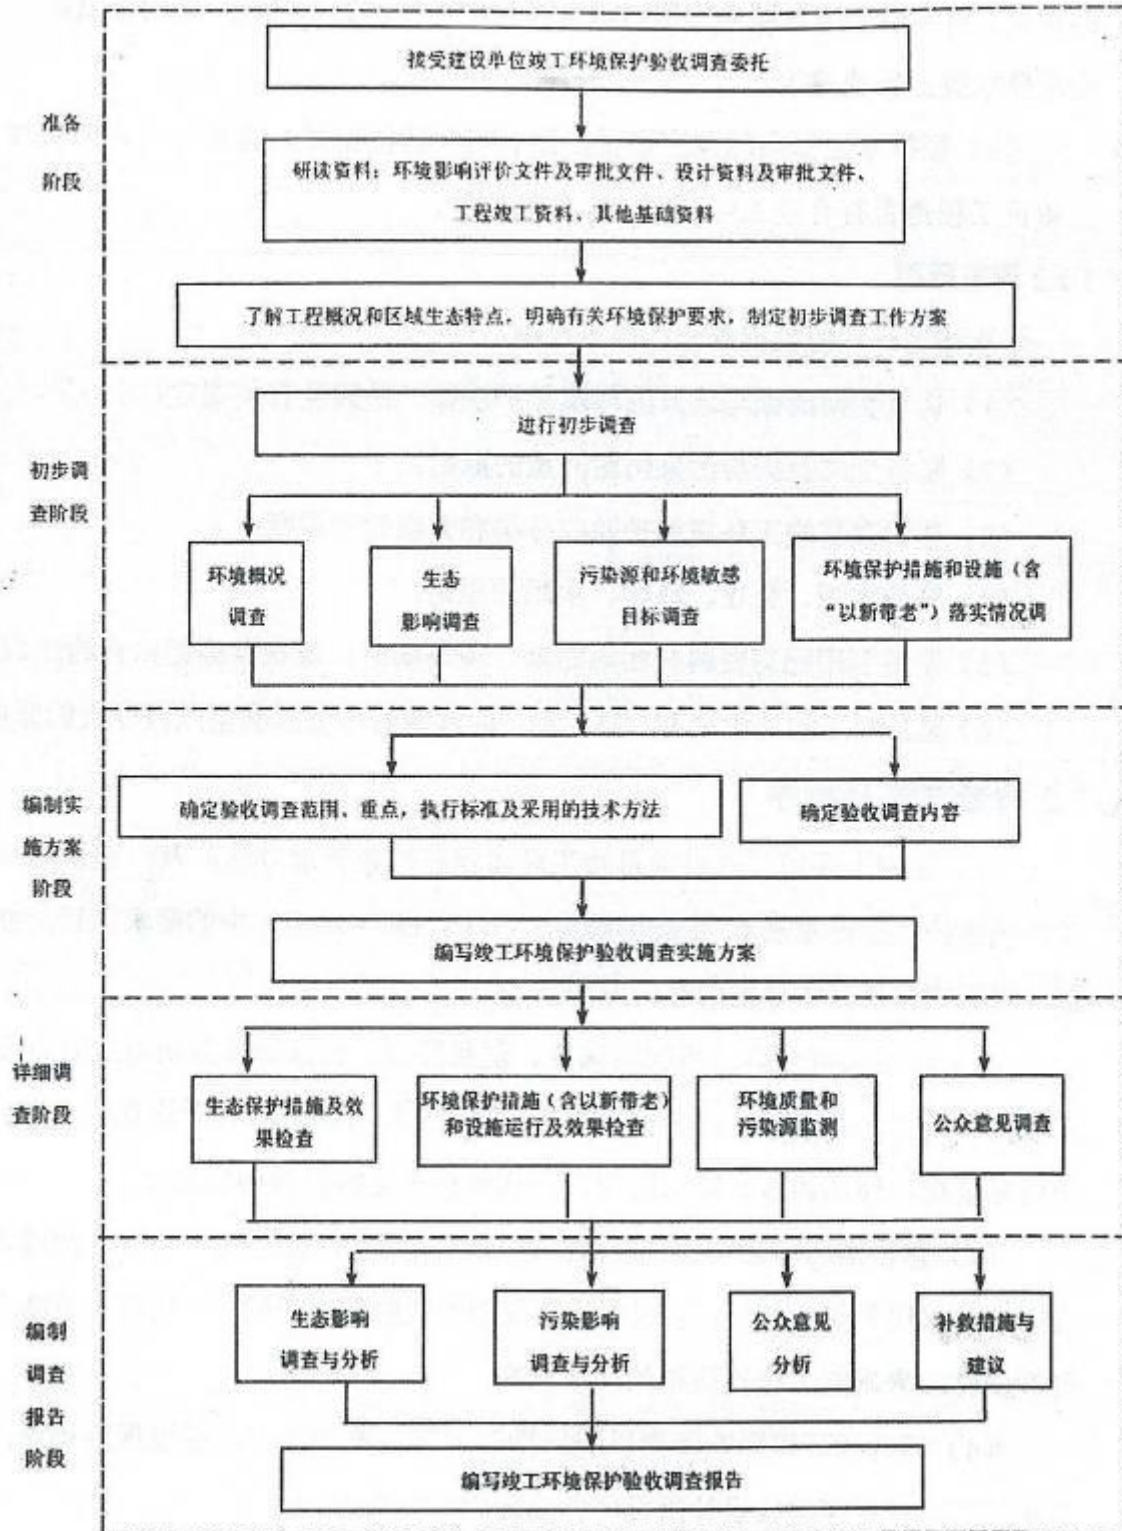 接受建设单位竣工环境保护验收调查委托
准备
阶段
研读资料：环境影响评价文件及审批文件、设计资料及审批文件、
工程竣工资料、其他基础资料
了解工程概况和区域生态特点，明确有关环境保护要求，制定初步调查工作方案
进行初步调查
初步调
查阶段
环境概况
调查
生态
影响调查
污染源和环境敏感
目标调查
环境保护措施和设施（含
“以新带老”）落实情况调
编制实
施方案
阶段
确定验收调查范围、重点，执行标准及采用的技术方法
确定验收调查内容
编写竣工环境保护验收调查实施方案
详细调
查阶段
生态保护措施及效
果检查
环境保护措施（含以新带老）
和设施运行及效果检查
环境质量和
污染源监测
公众意见调查
编制
调查
报告
阶段
生态影响
调查与分析
污染影响
调查与分析
公众意见
分析
补救措施与
建议
编写竣工环境保护验收调查报告